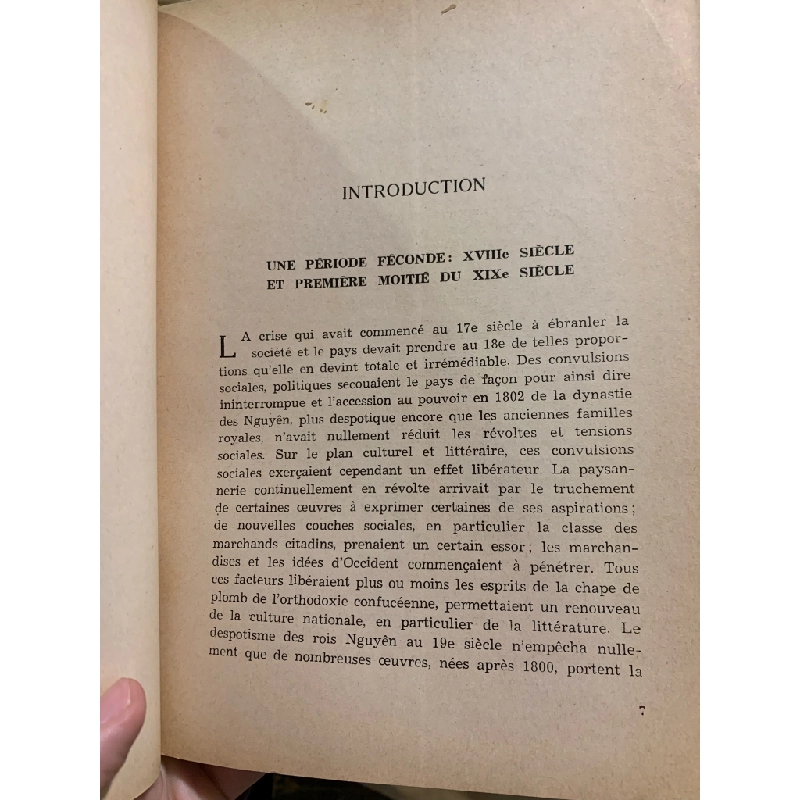 INTRODUCTION
UNE PÉRIODE FÉCONDE: XVIIIe SIÈCLE
ET PREMIÈRE MOITIÉ DU XIXe SIÈCLE
LA crise qui avait commencé au 17e siècle à ébranler la
société et le pays devait prendre au 18e de telles propor-
tions qu'elle en devint totale et irrémédiable. Des convulsions
sociales, politiques secouaient le pays de façon pour ainsi dire
ininterrompue et l'accession au pouvoir en 1802 de la dynastie
des Nguyên, plus despotique encore que les anciennes familles
royales, n'avait nullement réduit les révoltes et tensions
sociales. Sur le plan culturel et littéraire, ces convulsions
sociales exerçaient cependant un effet libérateur. La paysan-
nerie continuellement en révolte arrivait par le truchement
de certaines œuvres à exprimer certaines de ses aspirations;
de nouvelles couches sociales, en particulier la classe des
marchands citadins, prenaient un certain essor; les marchan-
dises et les idées d'Occident commençaient à pénétrer. Tous
ces facteurs libéraient plus ou moins les esprits de la chape de
plomb de l'orthodoxie confucéenne, permettaient un renouveau
de la culture nationale, en particulier de la littérature. Le
despotisme des rois Nguyên au 19e siècle n'empêcha nulle-
ment que de nombreuses œuvres, nées après 1800, portent la
7